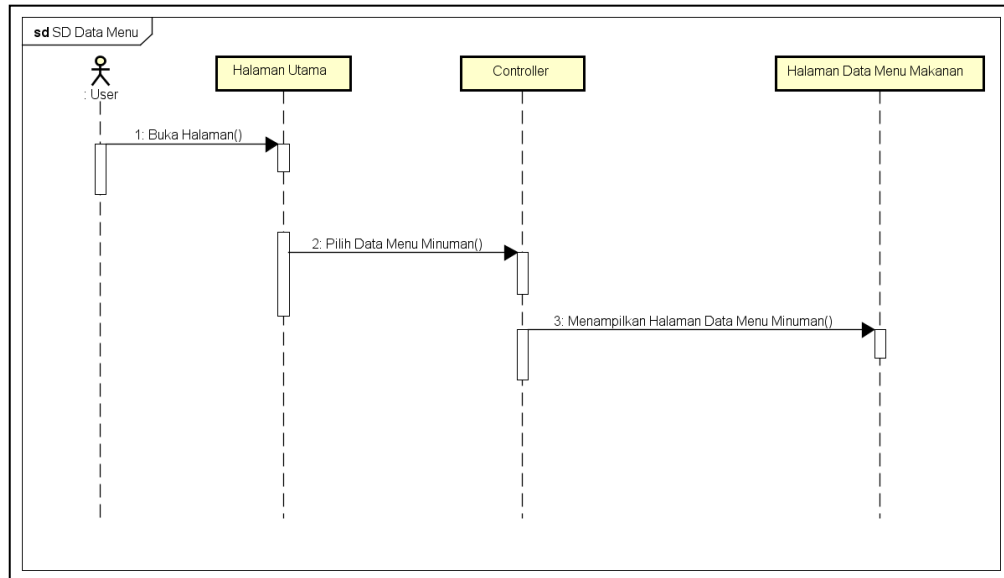 sd SD Data Menu
: User
Halaman Utama
Controller
Halaman Data Menu Makanan
1: Buka Halaman()
2: Pilih Data Menu Minuman()
3: Menampilkan Halaman Data Menu Minuman()